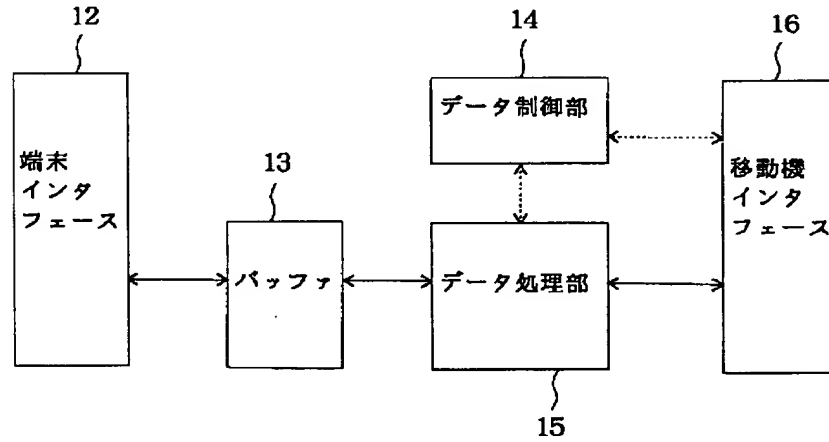 12
端末
インタ
フェース
13
バッファ
14
データ制御部
データ処理部
15
16
移動機
インタ
フェース